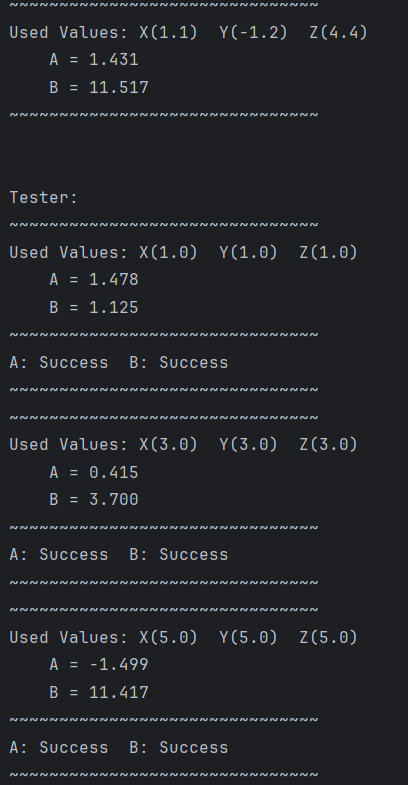 ~~~~~~~~~~~~~~~~~~~~~~~~~~~~~~~
Used Values: X(1.1)  Y(-1.2)  Z(4.4)
    A = 1.431
    B = 11.517
~~~~~~~~~~~~~~~~~~~~~~~~~~~~~~~
Tester:
~~~~~~~~~~~~~~~~~~~~~~~~~~~~~~~
Used Values: X(1.0)  Y(1.0)  Z(1.0)
    A = 1.478
    B = 1.125
~~~~~~~~~~~~~~~~~~~~~~~~~~~~~~~
A: Success  B: Success
~~~~~~~~~~~~~~~~~~~~~~~~~~~~~~~
~~~~~~~~~~~~~~~~~~~~~~~~~~~~~~~
Used Values: X(3.0)  Y(3.0)  Z(3.0)
    A = 0.415
    B = 3.700
~~~~~~~~~~~~~~~~~~~~~~~~~~~~~~~
A: Success  B: Success
~~~~~~~~~~~~~~~~~~~~~~~~~~~~~~~
~~~~~~~~~~~~~~~~~~~~~~~~~~~~~~~
Used Values: X(5.0)  Y(5.0)  Z(5.0)
    A = -1.499
    B = 11.417
~~~~~~~~~~~~~~~~~~~~~~~~~~~~~~~
A: Success  B: Success
~~~~~~~~~~~~~~~~~~~~~~~~~~~~~~~